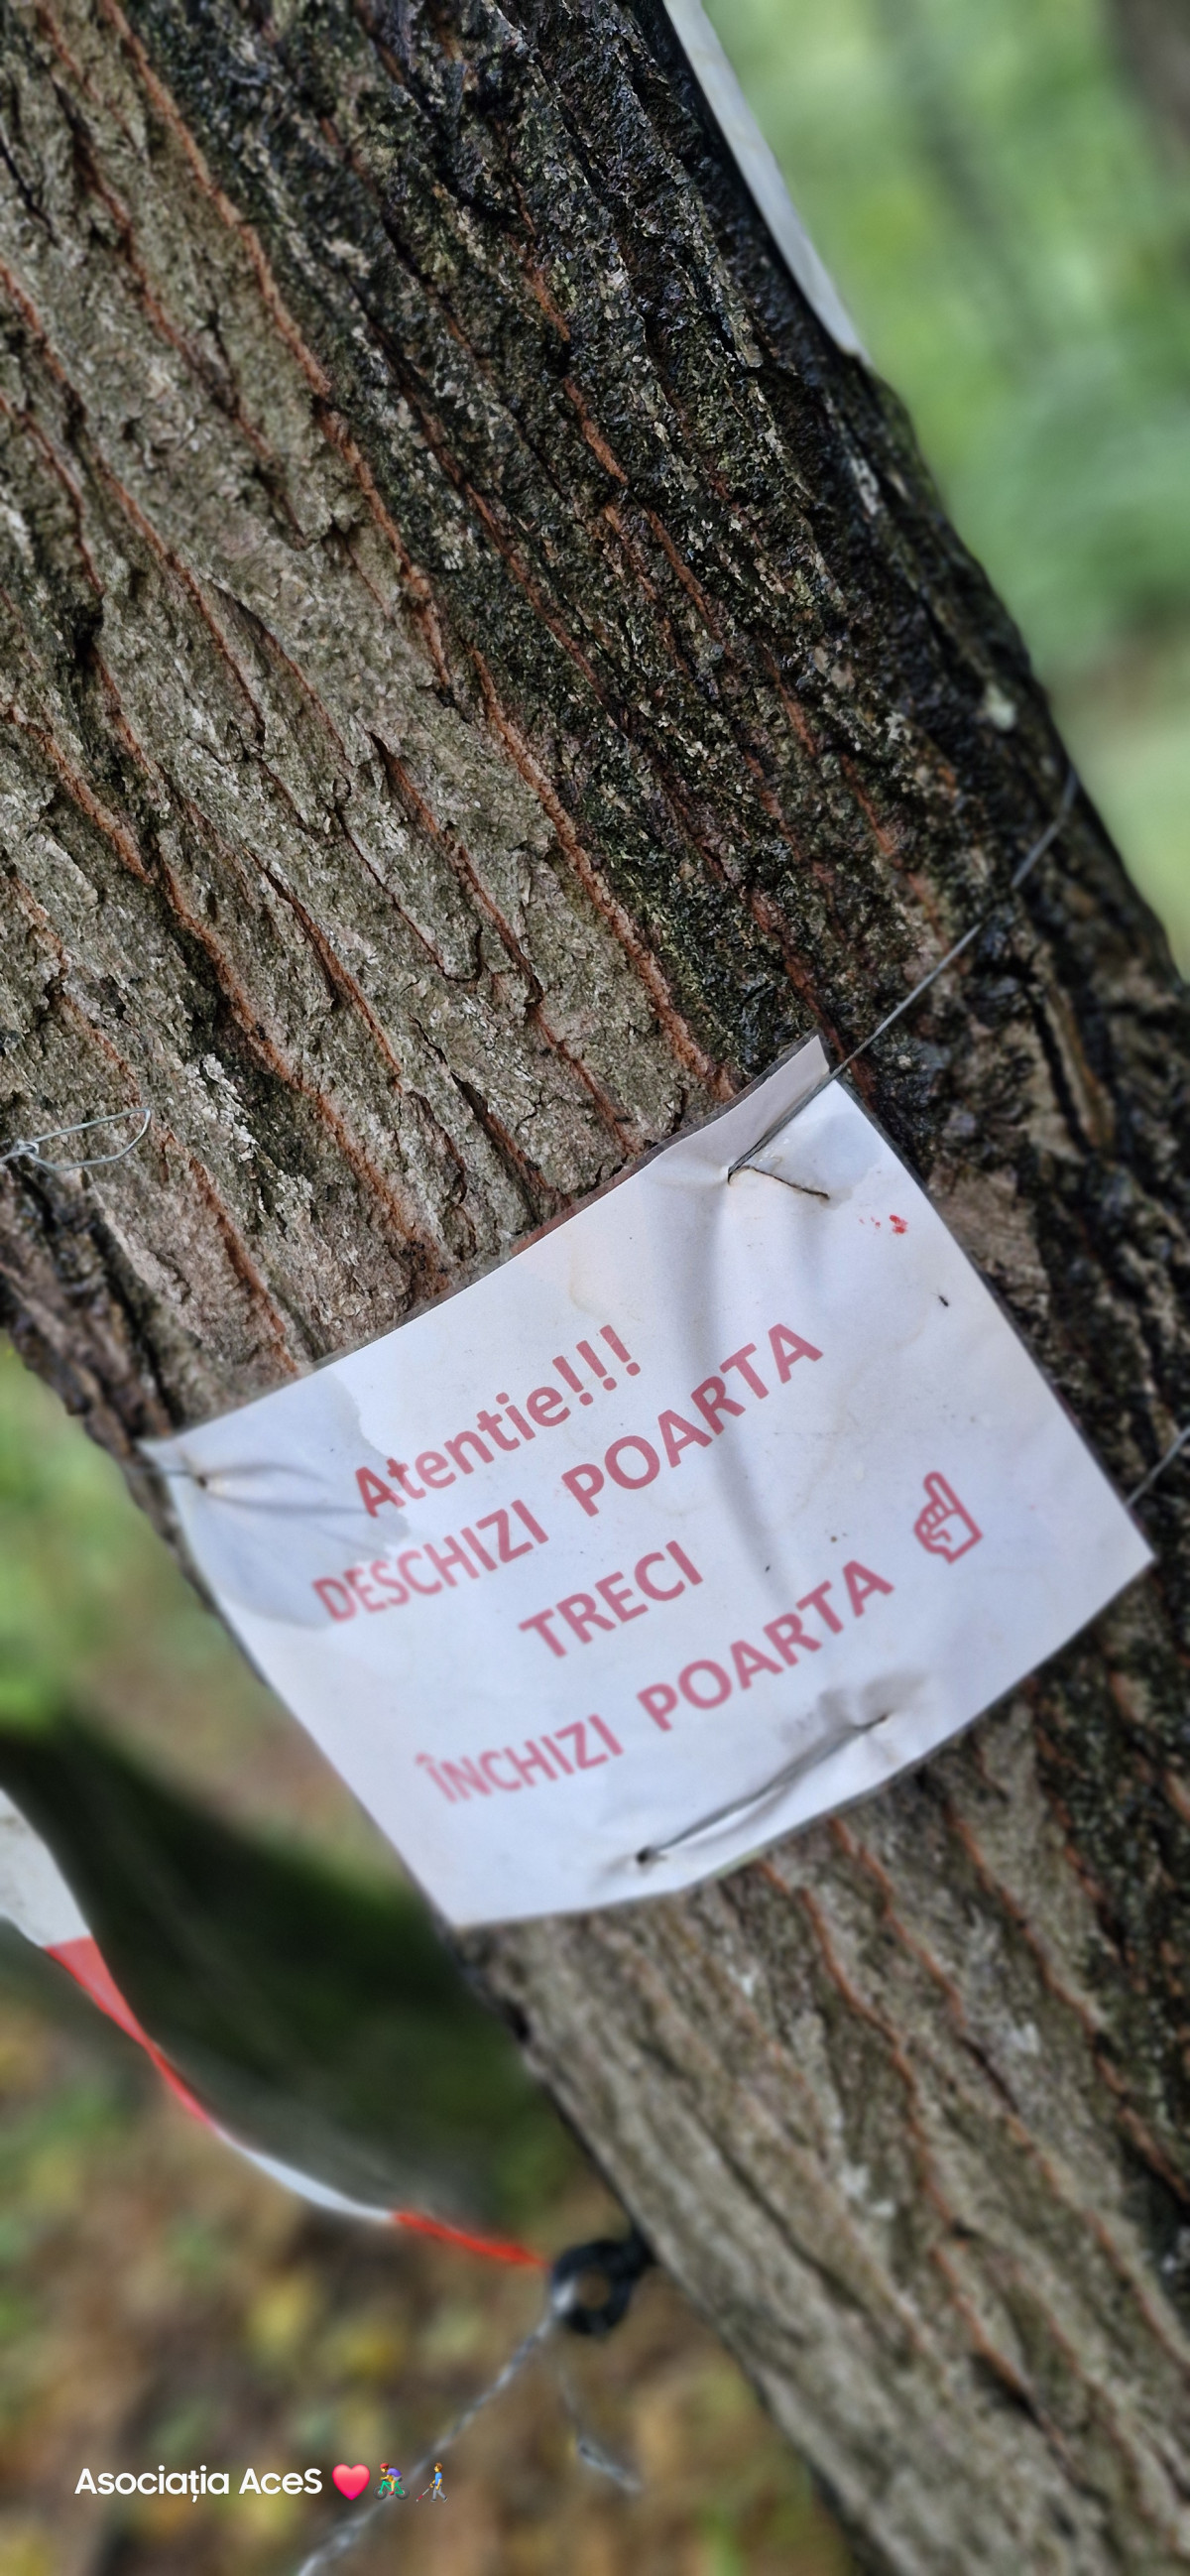 Atentie!!!
DESCHIZI POARTA
TRECI
ÎNCHIZI POARTA ☝
Asociația AceS ❤️🚴‍♂️👨‍🦯